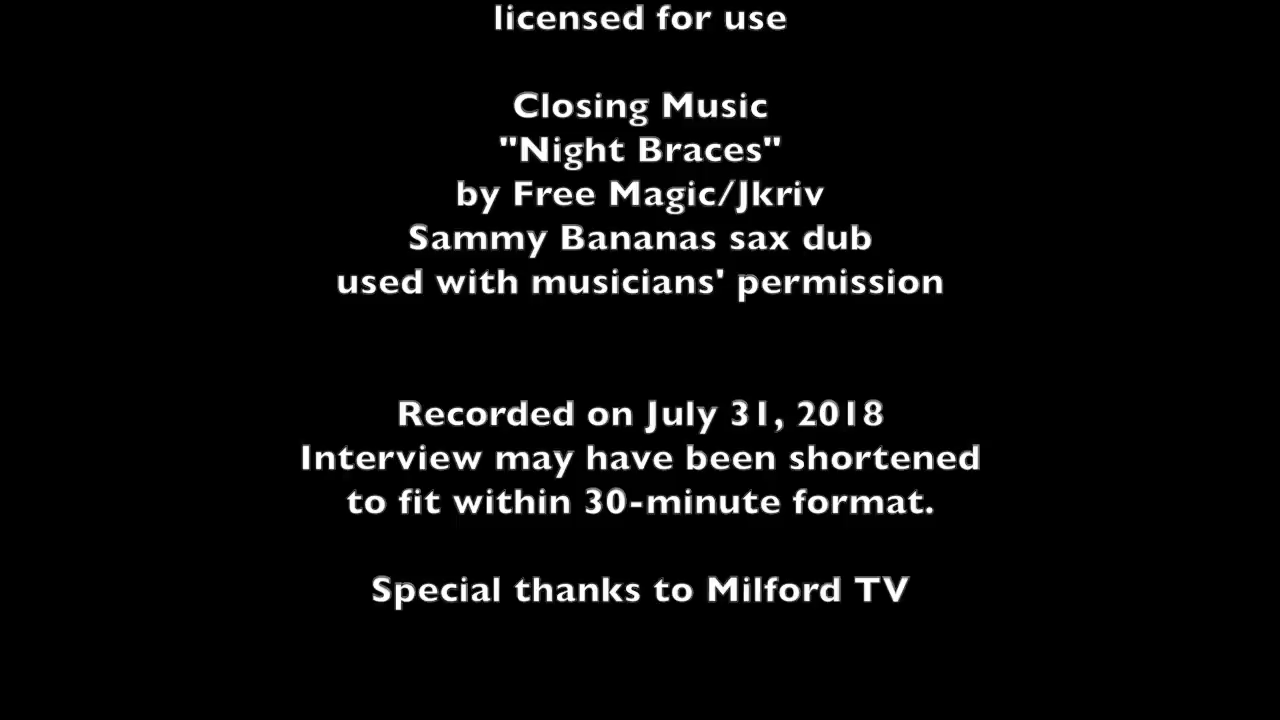 licensed for use
Closing Music
"Night Braces"
by Free Magic/Jkriv
Sammy Bananas sax dub
used with musicians' permission
Recorded on July 31, 2018
Interview may have been shortened
to fit within 30-minute format.
Special thanks to Milford TV